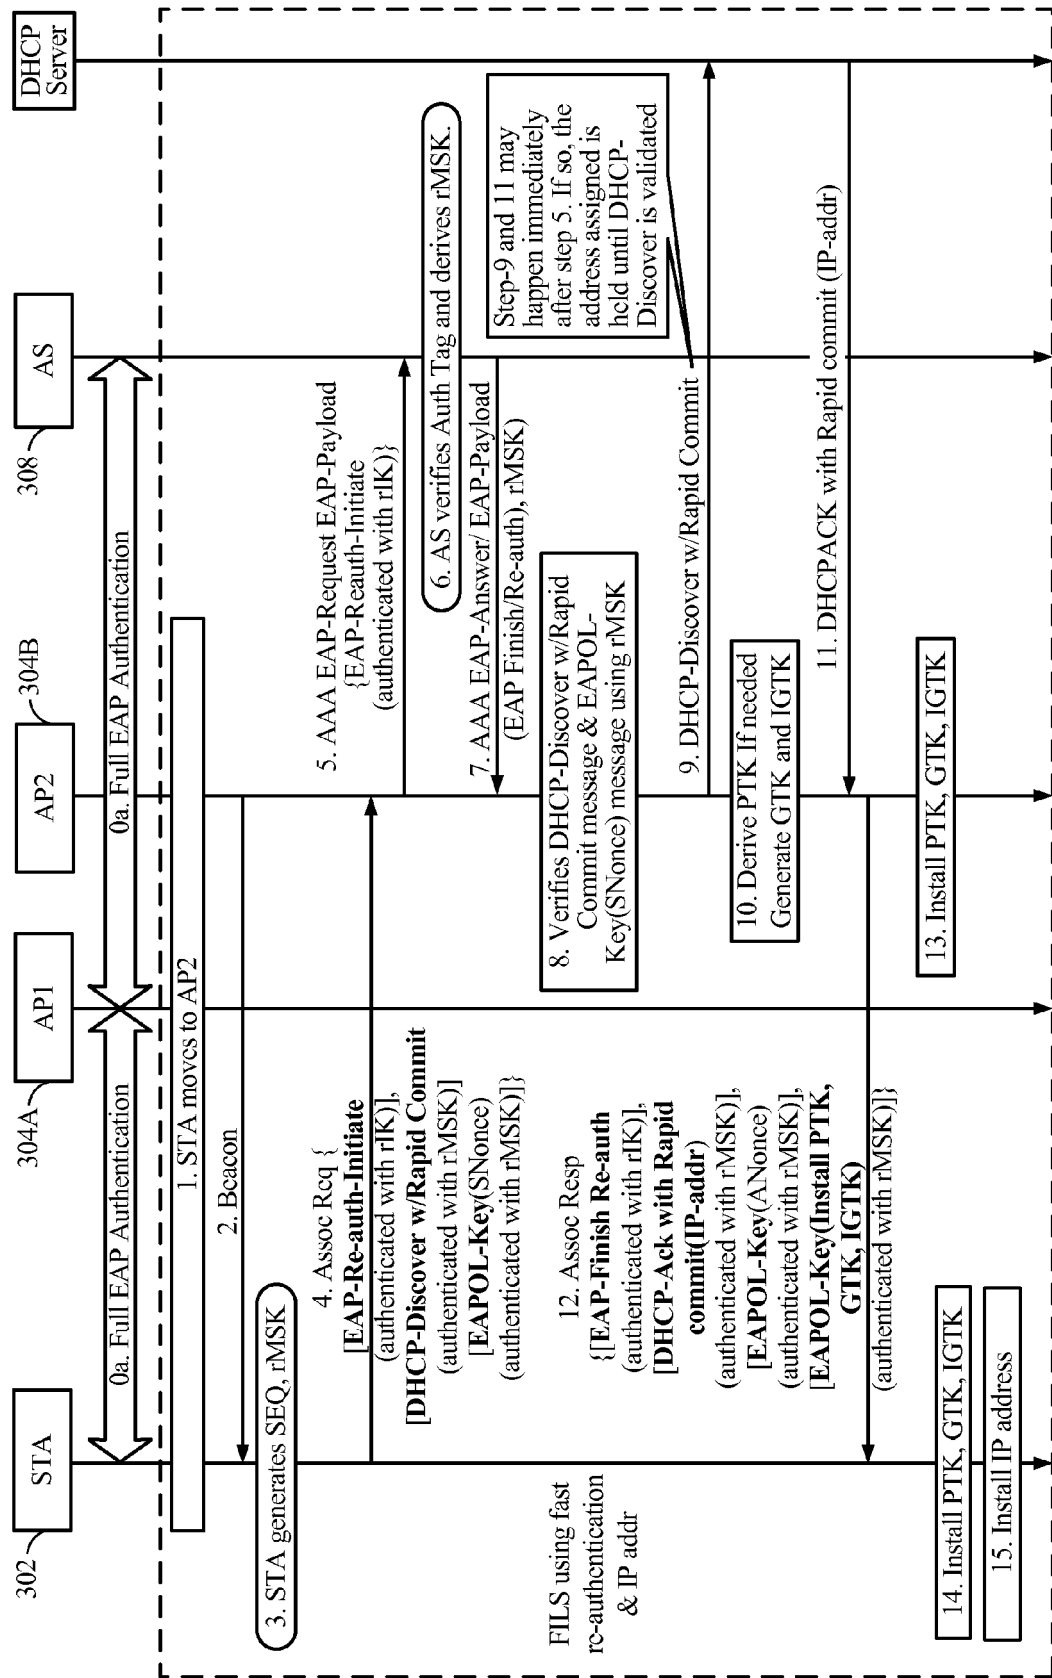 302
STA
304A
AP1
AP2
304B
308
AS
DHCP
Server
0a. Full EAP Authentication
0a. Full EAP Authentication
1. STA moves to AP2
2. Beacon
3. STA generates SEQ, rMSK
4. Assoc Req {
[EAP-Re-auth-Initiate
(authenticated with rIK)],
[DHCP-Discover w/Rapid Commit
(authenticated with rMSK)]
[EAPOL-Key(SNonce)
(authenticated with rMSK)]}
5. AAA EAP-Request EAP-Payload
{EAP-Reauth-Initiate
(authenticated with rIK)}
6. AS verifies Auth Tag and derives rMSK.
7. AAA EAP-Answer/ EAP-Payload
(EAP Finish/Re-auth), rMSK)
8. Verifies DHCP-Discover w/Rapid
Commit message & EAPOL-
Key(SNonce) message using rMSK
Step-9 and 11 may
happen immediately
after step 5. If so, the
address assigned is
held until DHCP-
Discover is validated
9. DHCP-Discover w/Rapid Commit
10. Derive PTK If needed
Generate GTK and IGTK
11. DHCPACK with Rapid commit (IP-addr)
FILS using fast
re-authentication
& IP addr
12. Assoc Resp
{[EAP-Finish Re-auth
(authenticated with rIK)],
[DHCP-Ack with Rapid
commit(IP-addr)
(authenticated with rMSK)],
[EAPOL-Key(ANonce)
(authenticated with rMSK)],
[EAPOL-Key(Install PTK,
GTK, IGTK)
(authenticated with rMSK)]}
13. Install PTK, GTK, IGTK
14. Install PTK, GTK, IGTK
15. Install IP address